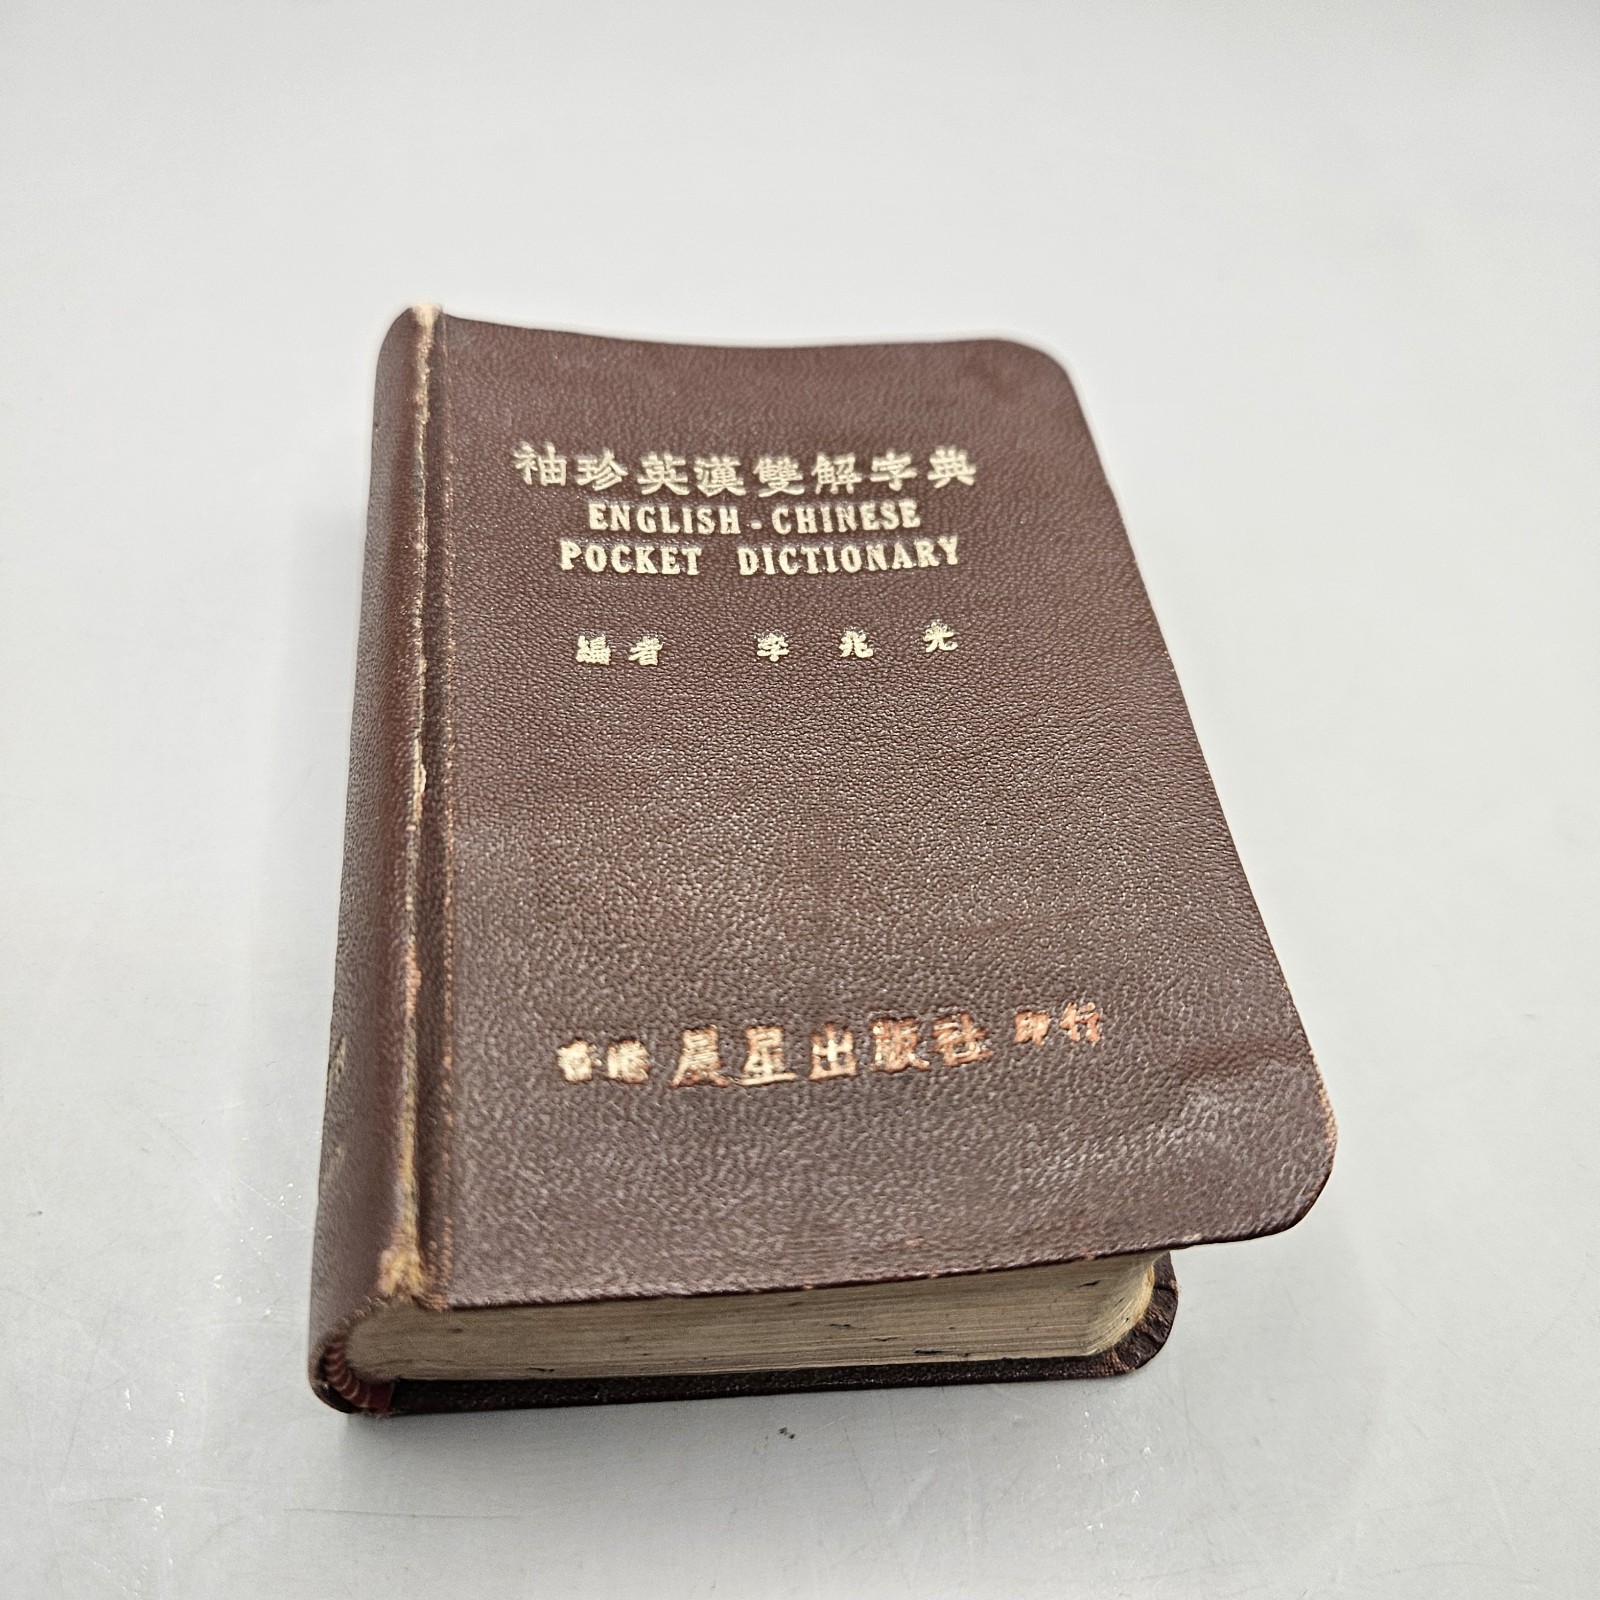 袖珍英漢雙解字典
ENGLISH - CHINESE
POCKET DICTIONARY
編者 李兆光
香港晨星出版社印行